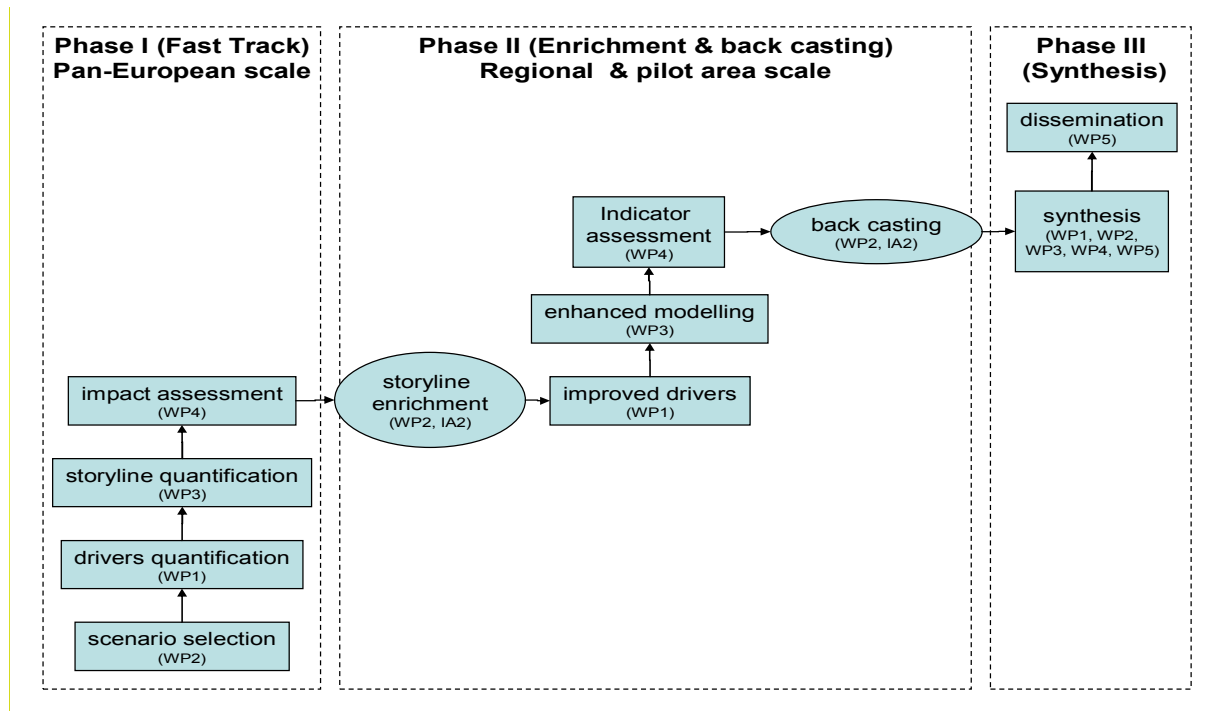 Phase I (Fast Track)
Pan-European scale
impact assessment
(WP4)
storyline quantification
(WP3)
drivers quantification
(WP1)
scenario selection
(WP2)
Phase II (Enrichment & back casting)
Regional & pilot area scale
Indicator
assessment
(WP4)
back casting
(WP2, IA2)
enhanced modelling
(WP3)
storyline
enrichment
(WP2, IA2)
improved drivers
(WP1)
Phase III
(Synthesis)
dissemination
(WP5)
synthesis
(WP1, WP2,
WP3, WP4, WP5)